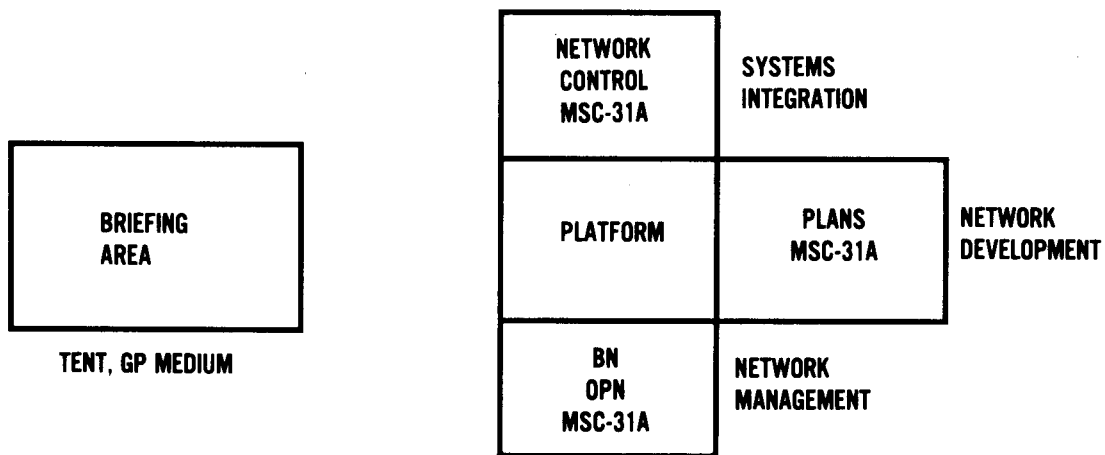 NETWORK
CONTROL
MSC-31A
SYSTEMS
INTEGRATION
BRIEFING
AREA
TENT, GP MEDIUM
PLATFORM
PLANS
MSC-31A
NETWORK
DEVELOPMENT
BN
OPN
MSC-31A
NETWORK
MANAGEMENT